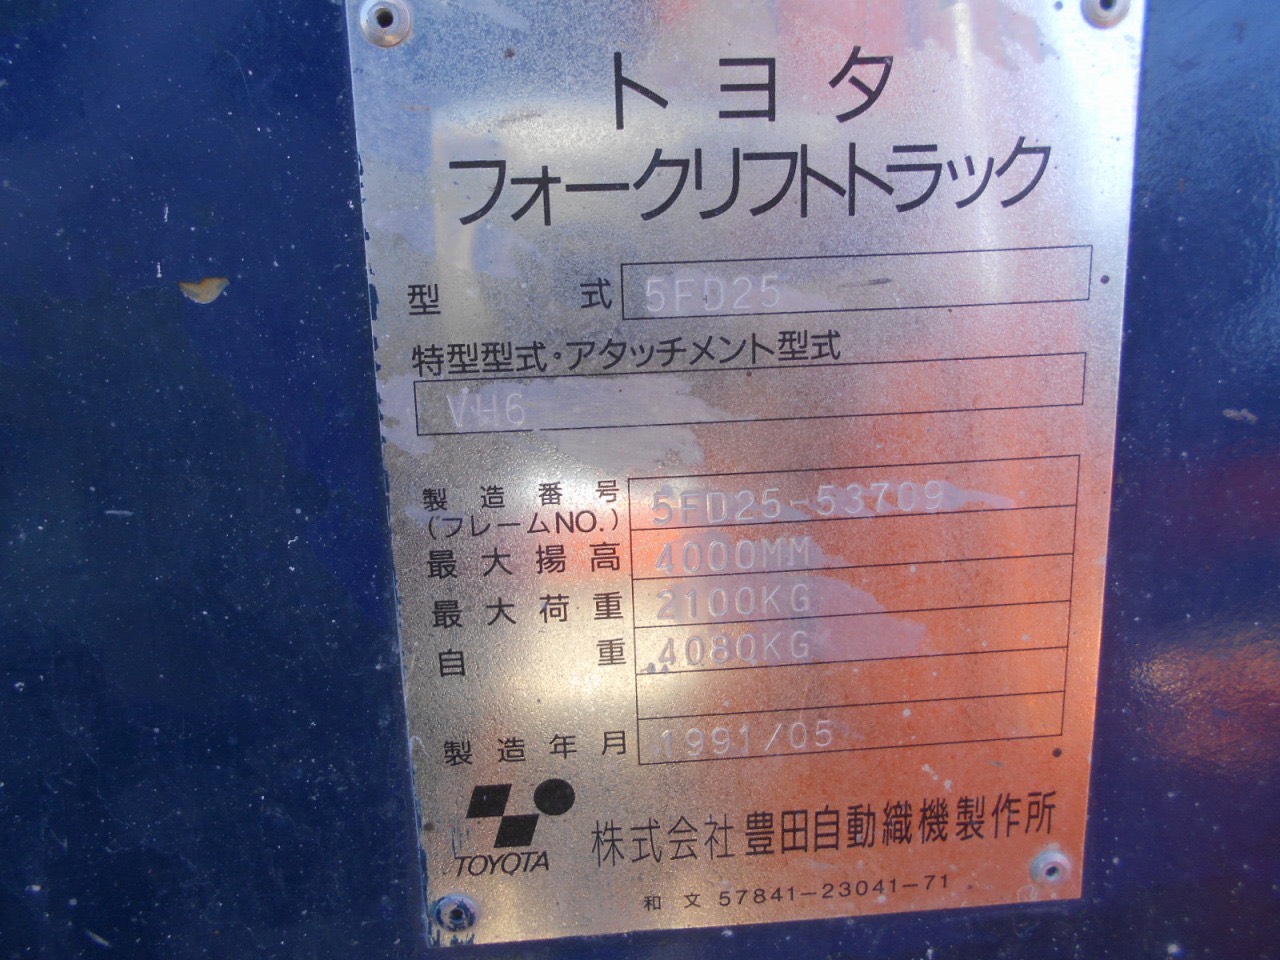 トヨタ
フォークリフトトラック
型式 5FD25
特型型式・アタッチメント型式
VH6
製造番号 5FD25-53709
(フレームNO.)
最大揚高 4000MM
最大荷重 2100KG
自重 4080KG
製造年月 1991/05
TOYOTA 株式会社豊田自動織機製作所
和文 57841-23041-71